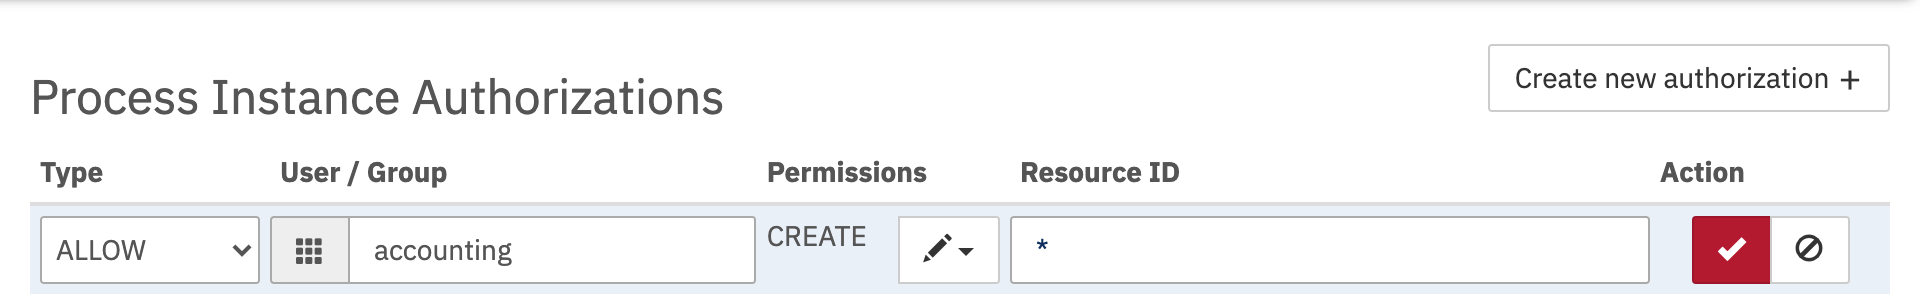 Create new authorization +
Process Instance Authorizations
Type User / Group Permissions Resource ID Action
ALLOW accounting CREATE *